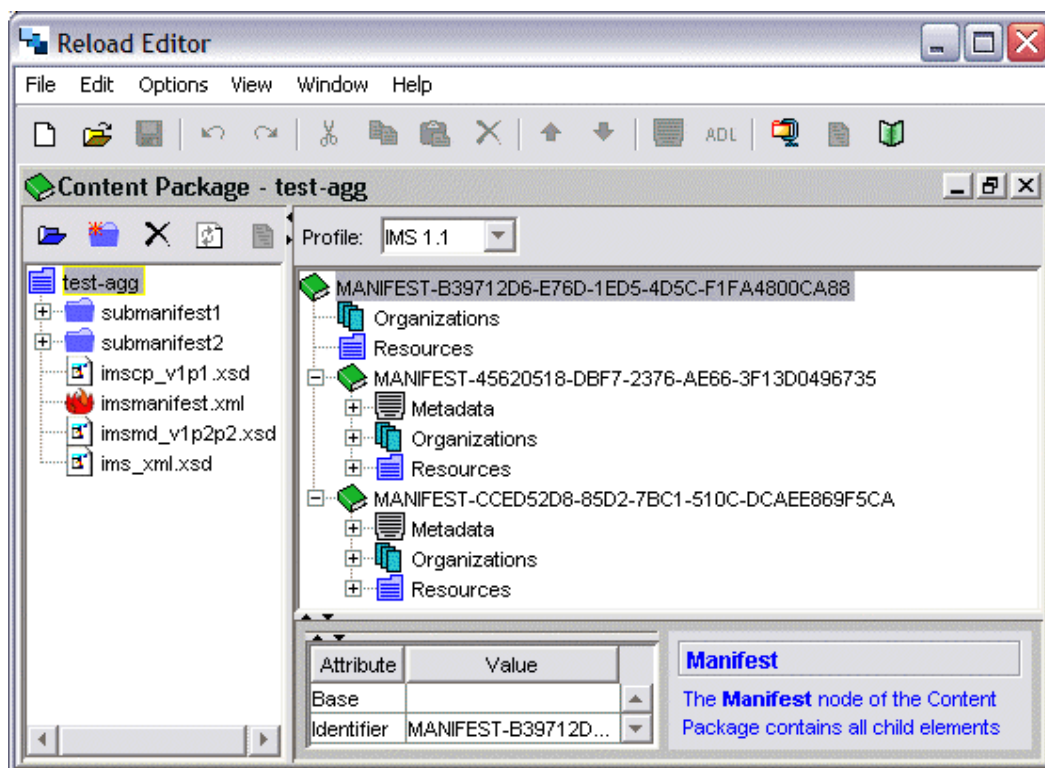 Reload Editor
File Edit Options View Window Help
ADL
Content Package - test-agg
Profile: IMS 1.1
test-agg
submanifest1
submanifest2
imscp_v1p1.xsd
imsmanifest.xml
imsmd_v1p2p2.xsd
ims_xml.xsd
MANIFEST-B39712D6-E76D-1ED5-4D5C-F1FA4800CA88
Organizations
Resources
MANIFEST-45620518-DBF7-2376-AE66-3F13D0496735
Metadata
Organizations
Resources
MANIFEST-CCED52D8-85D2-7BC1-510C-DCAEE869F5CA
Metadata
Organizations
Resources
Attribute Value
Base
Identifier MANIFEST-B39712D...
Manifest
The Manifest node of the Content
Package contains all child elements